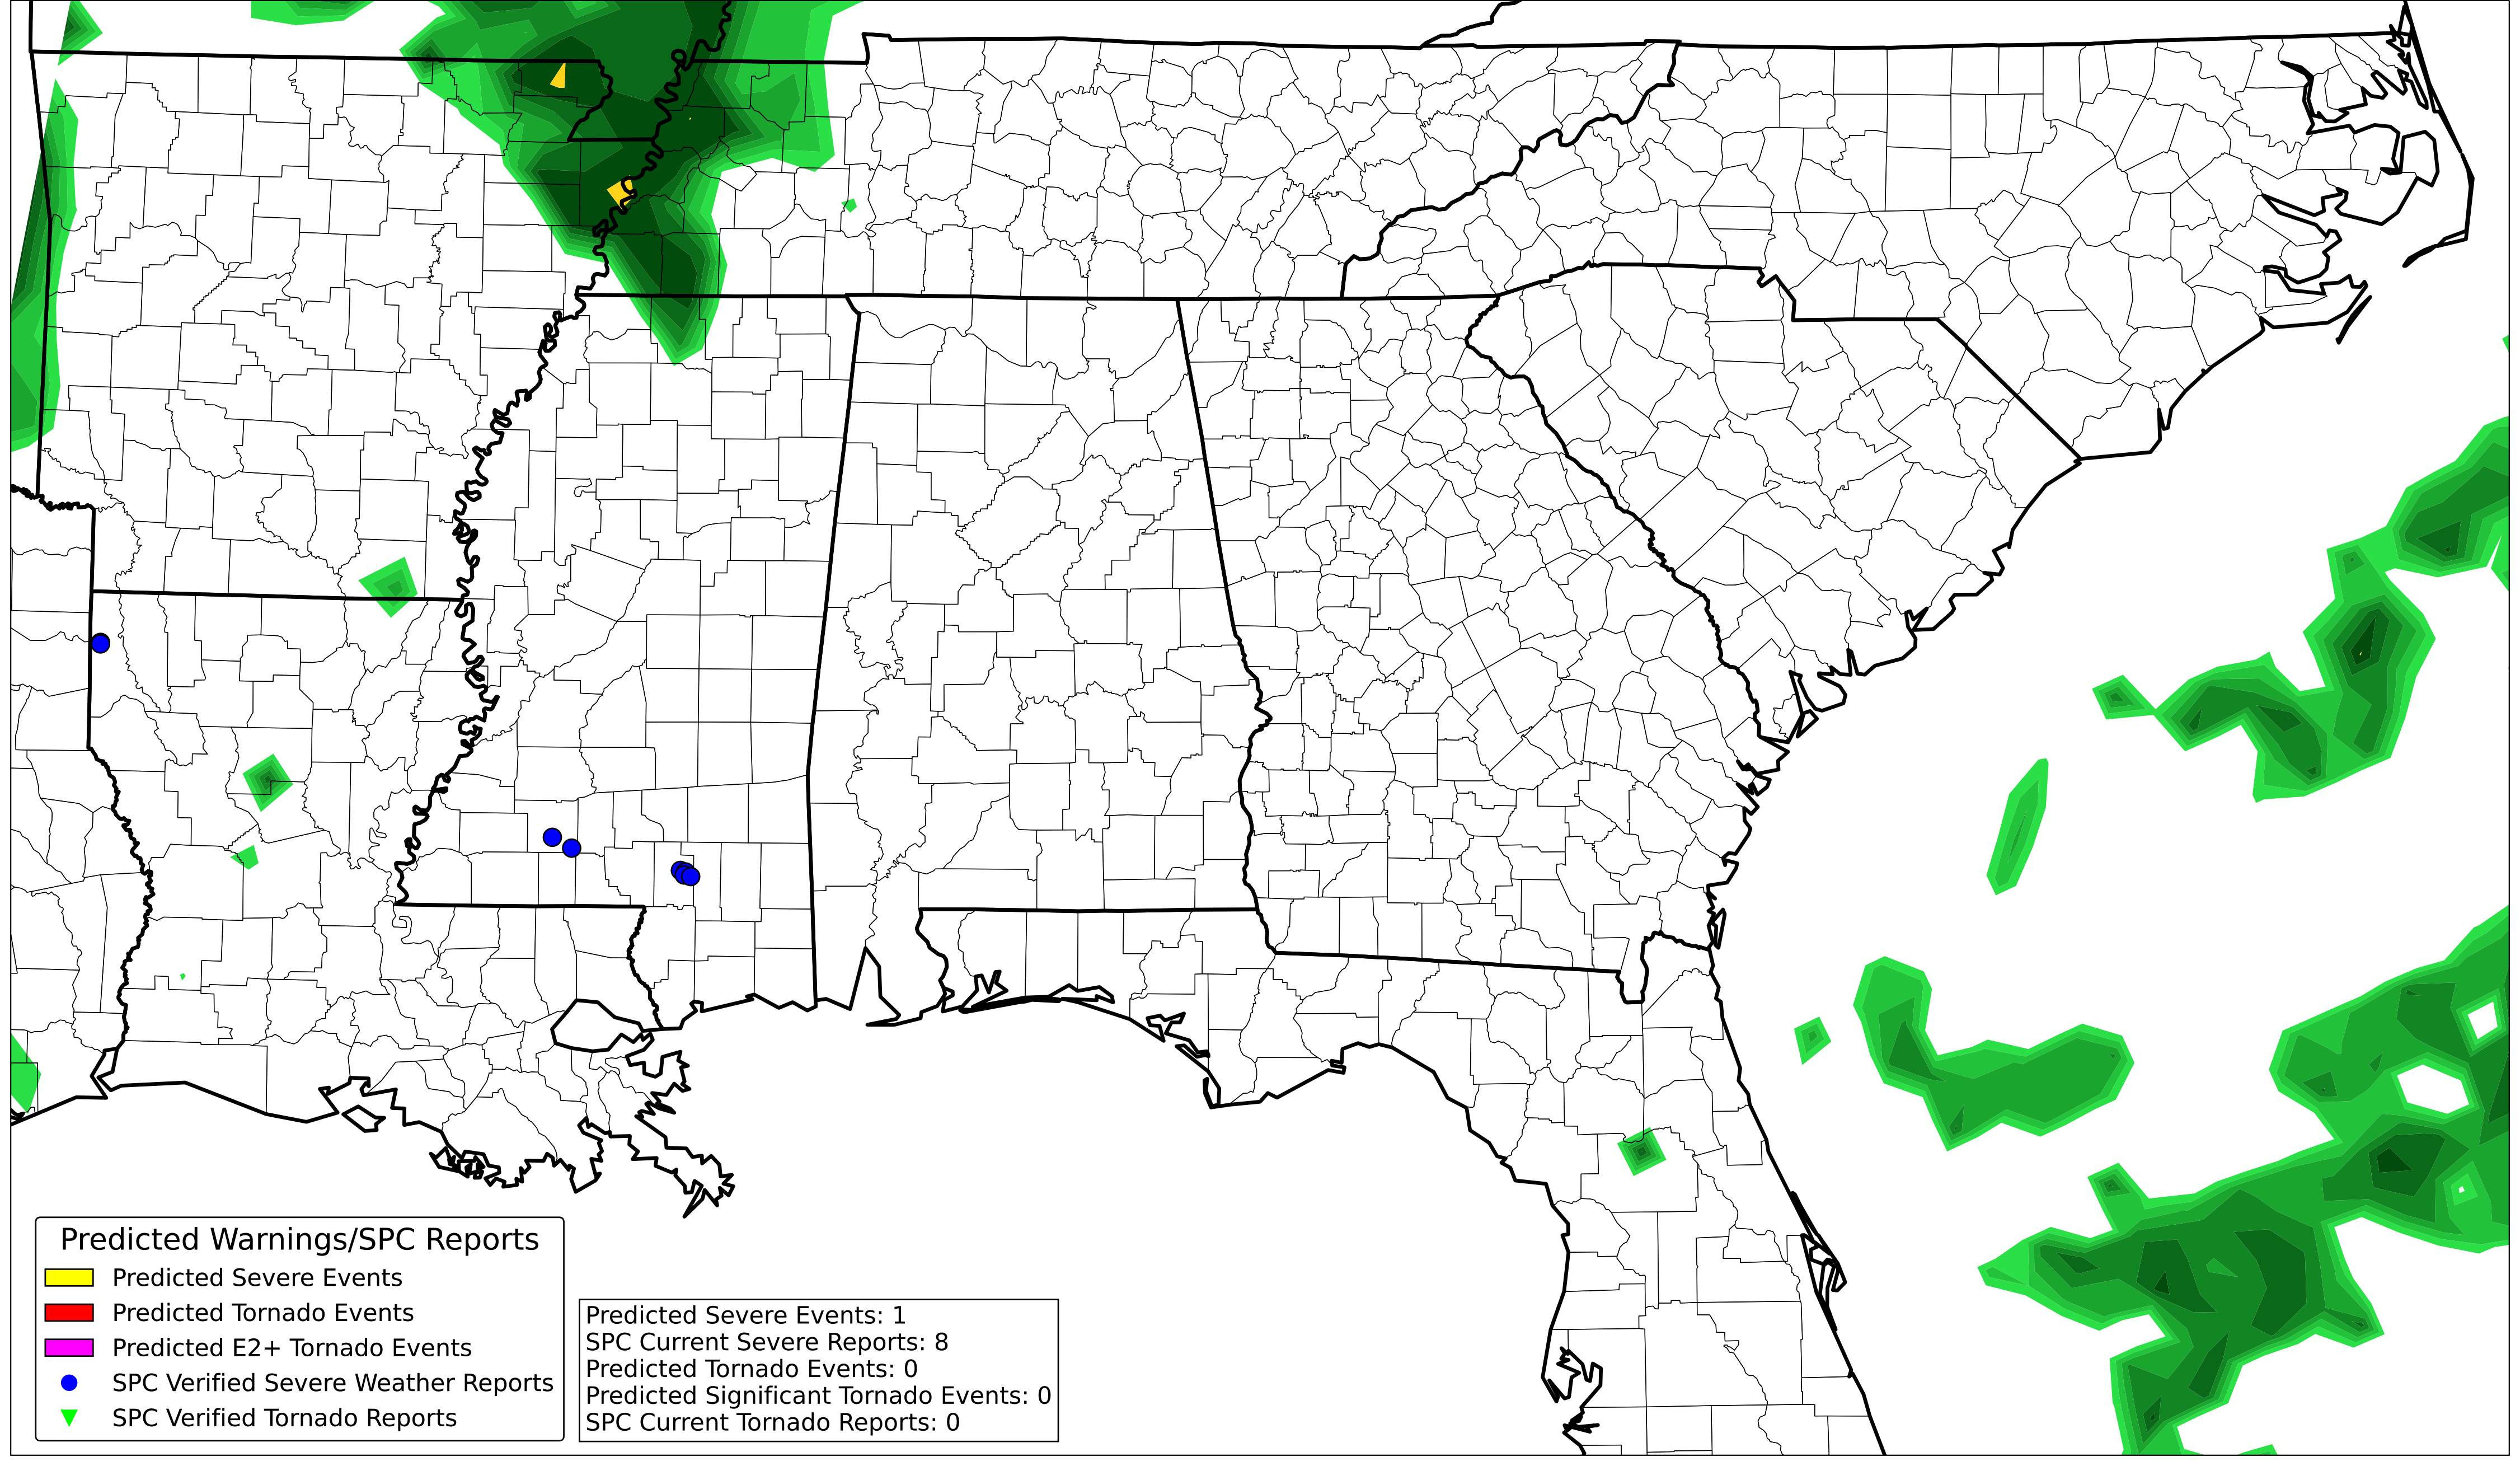 Predicted Warnings/SPC Reports
Predicted Severe Events
Predicted Tornado Events
Predicted E2+ Tornado Events
SPC Verified Severe Weather Reports
SPC Verified Tornado Reports
Predicted Severe Events: 1
SPC Current Severe Reports: 8
Predicted Tornado Events: 0
Predicted Significant Tornado Events: 0
SPC Current Tornado Reports: 0